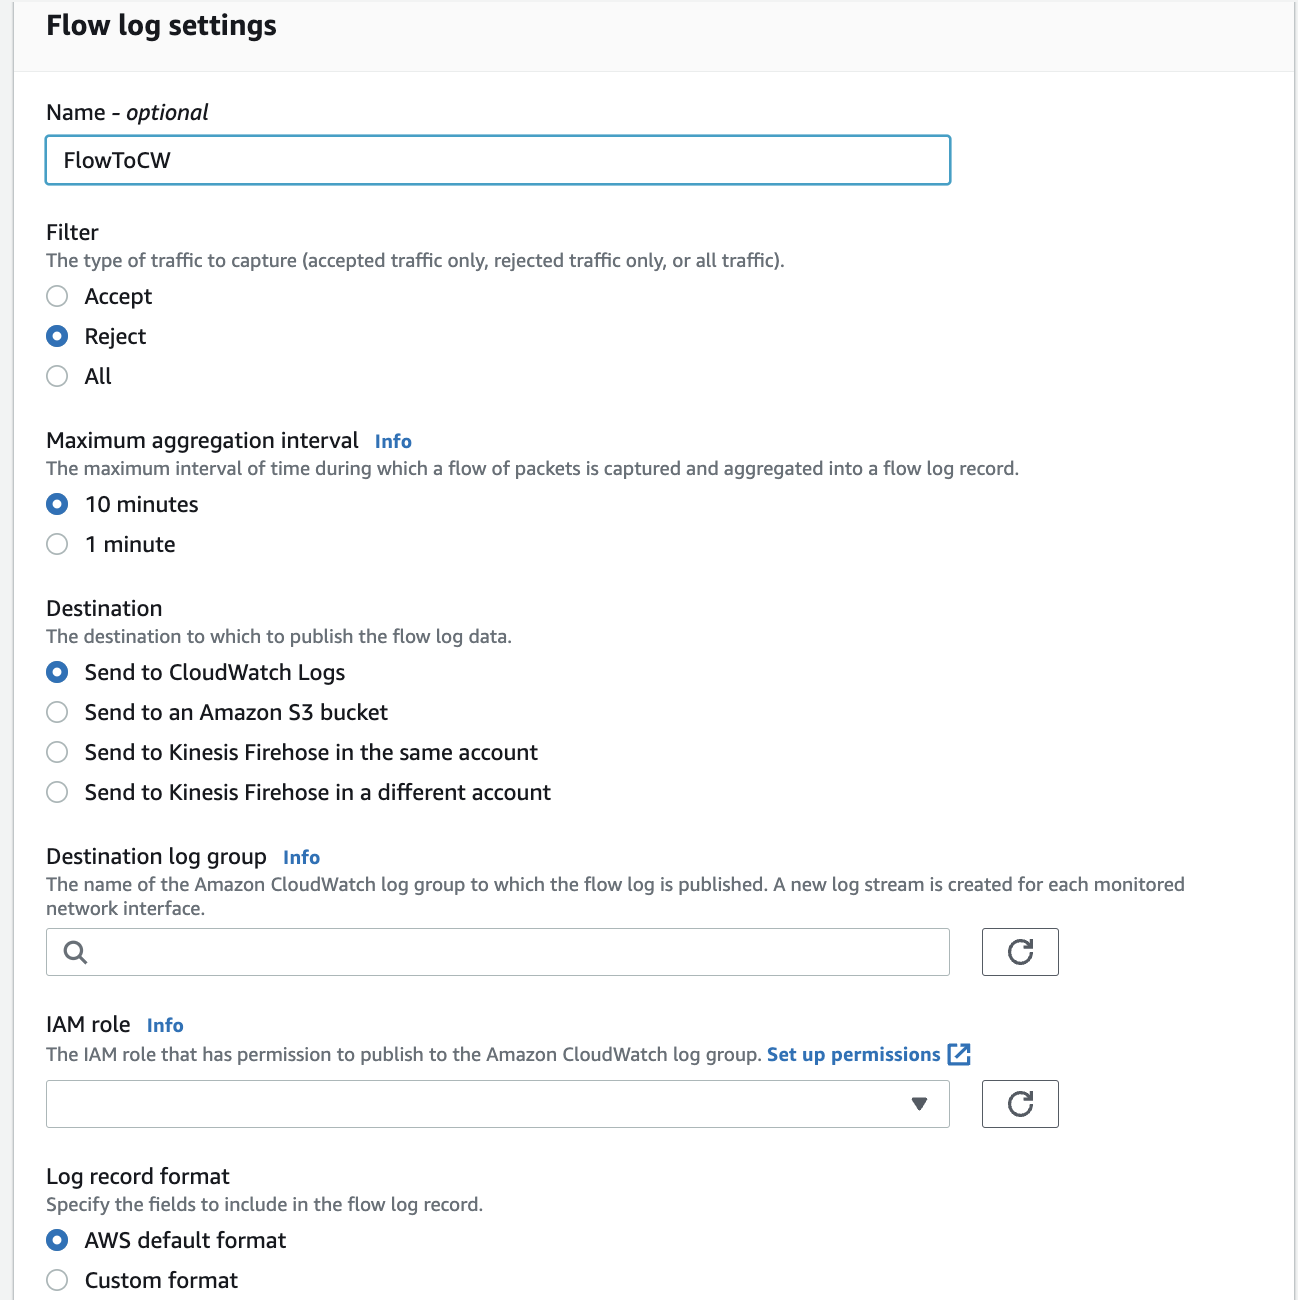 Flow log settings
Name - optional
FlowToCW
Filter
The type of traffic to capture (accepted traffic only, rejected traffic only, or all traffic).
Accept
Reject
All
Maximum aggregation interval Info
The maximum interval of time during which a flow of packets is captured and aggregated into a flow log record.
10 minutes
1 minute
Destination
The destination to which to publish the flow log data.
Send to CloudWatch Logs
Send to an Amazon S3 bucket
Send to Kinesis Firehose in the same account
Send to Kinesis Firehose in a different account
Destination log group Info
The name of the Amazon CloudWatch log group to which the flow log is published. A new log stream is created for each monitored
network interface.
IAM role Info
The IAM role that has permission to publish to the Amazon CloudWatch log group. Set up permissions
Log record format
Specify the fields to include in the flow log record.
AWS default format
Custom format